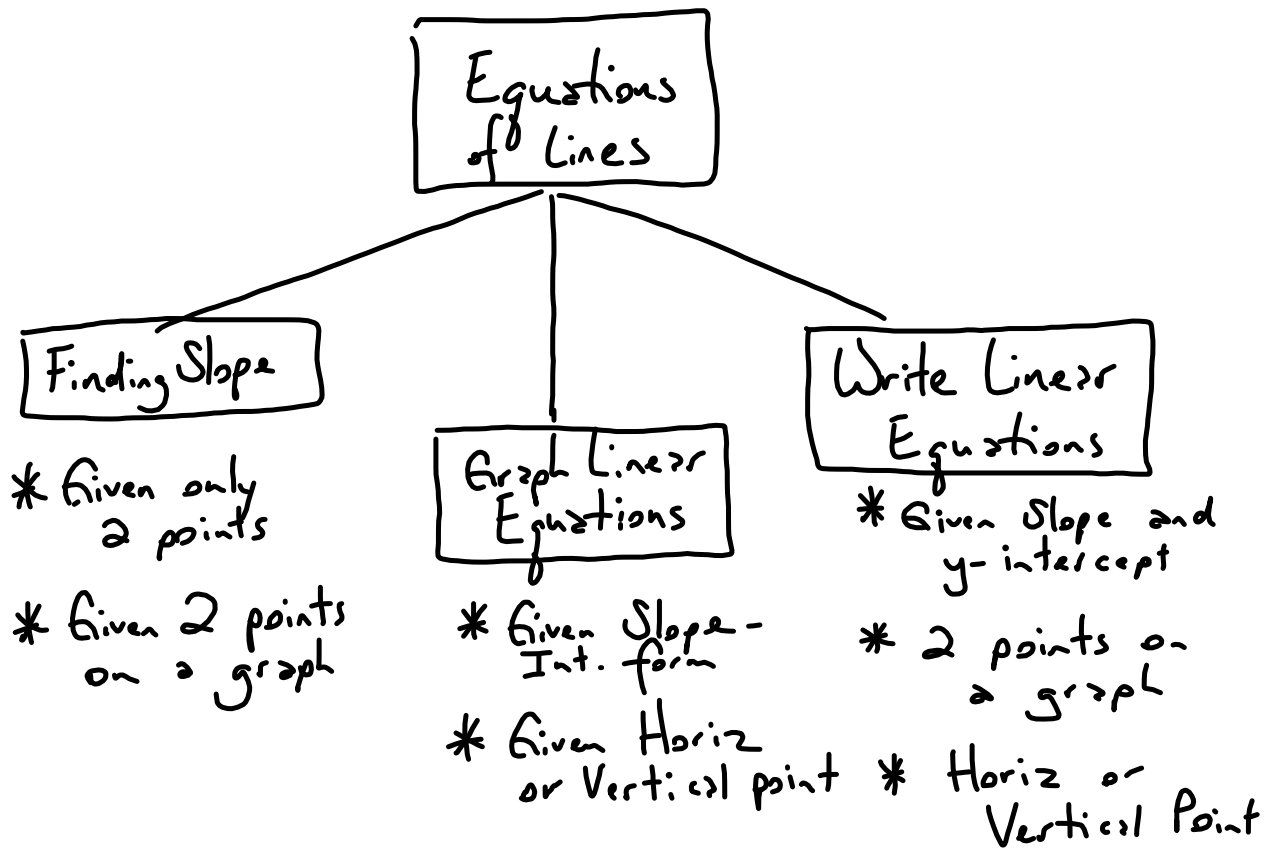 Equations
of Lines
Finding Slope
* Given only
2 points
* Given 2 points
on a graph
Graph Linear
Equations
* Given Slope-
Int. form
* Given Horiz
or Vertical point
Write Linear
Equations
* Given Slope and
y-intercept
* 2 points on
a graph
* Horiz or
Vertical Point